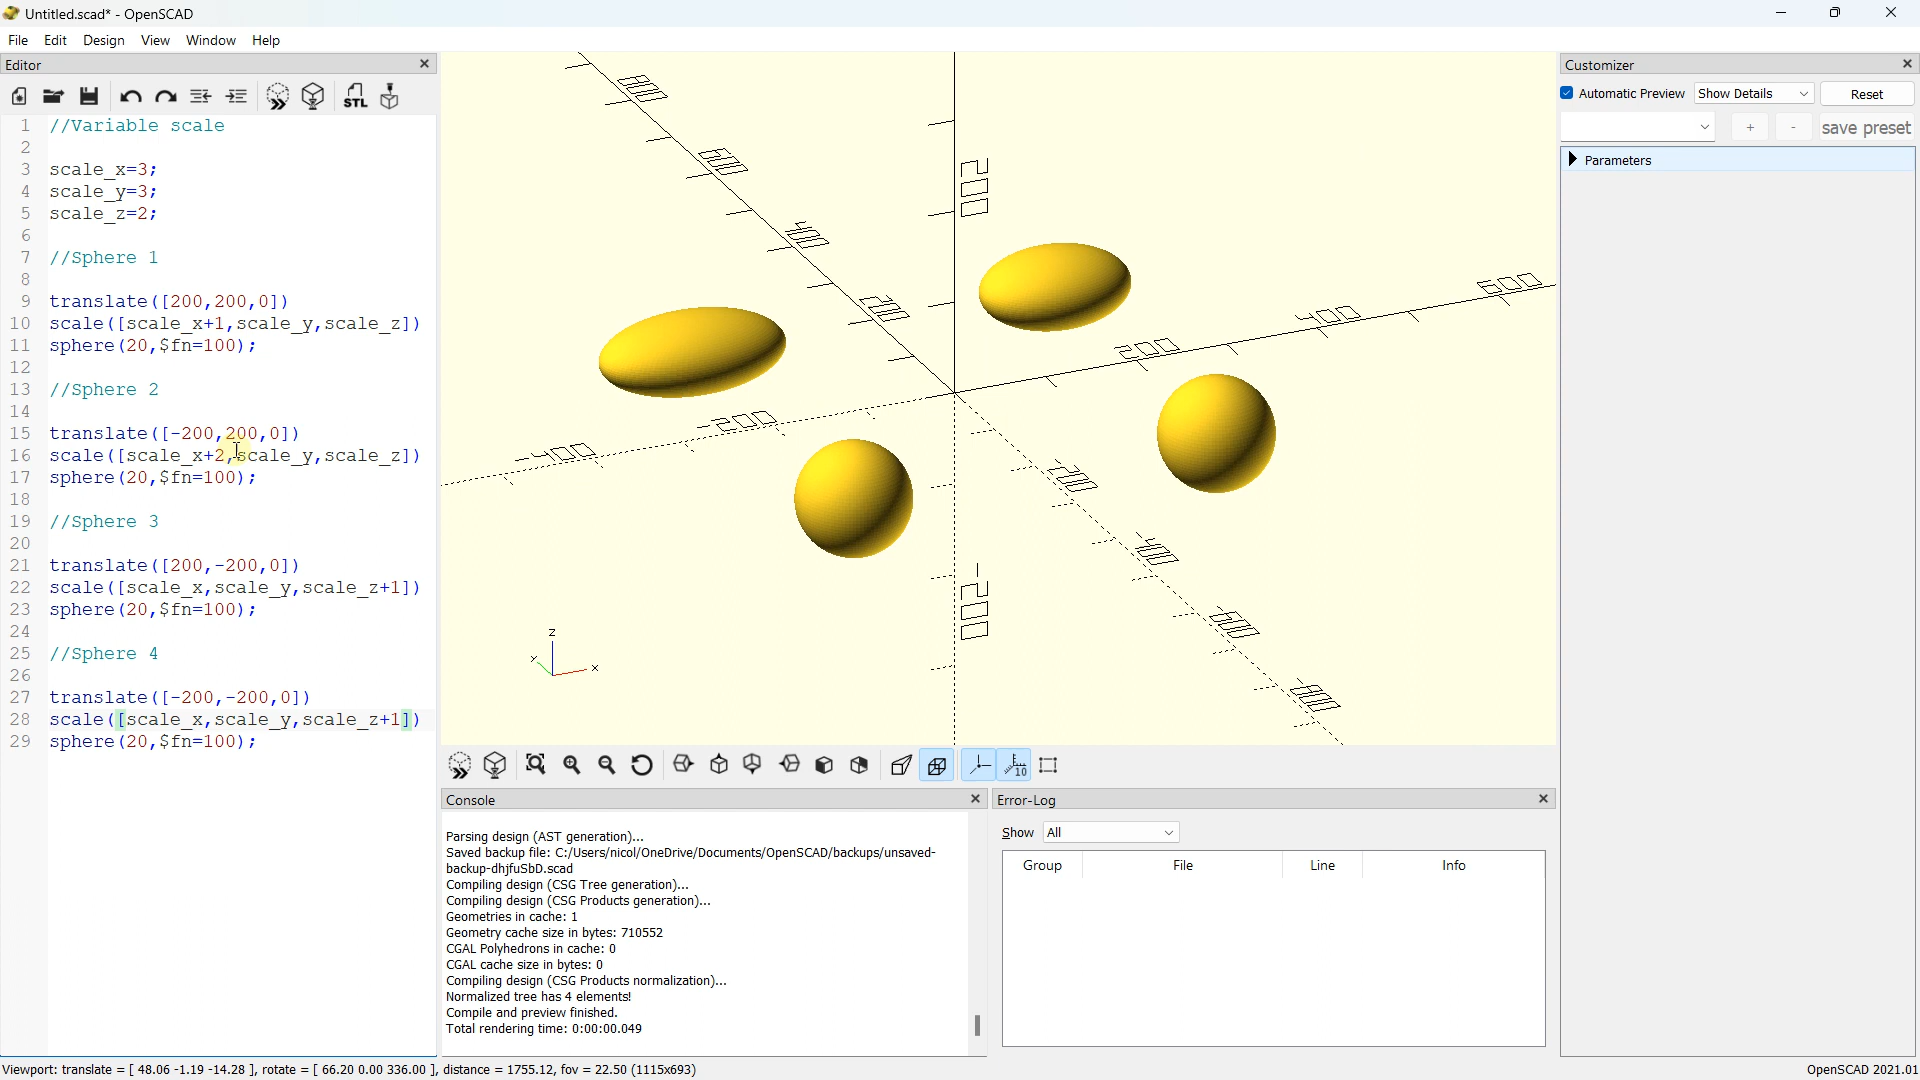 Untitled.scad* - OpenSCAD
File Edit Design View Window Help
Editor
STL
1 //Variable scale
2
3 scale_x=3;
4 scale_y=3;
5 scale_z=2;
6
7 //Sphere 1
8
9 translate([200,200,0])
10 scale([scale_x+1,scale_y,scale_z])
11 sphere(20,$fn=100);
12
13 //Sphere 2
14
15 translate([-200,200,0])
16 scale([scale_x+2,scale_y,scale_z])
17 sphere(20,$fn=100);
18
19 //Sphere 3
20
21 translate([200,-200,0])
22 scale([scale_x,scale_y,scale_z+1])
23 sphere(20,$fn=100);
24
25 //Sphere 4
26
27 translate([-200,-200,0])
28 scale([scale_x,scale_y,scale_z+1])
29 sphere(20,$fn=100);
200
600
400
200
-200
-400
-200
z
y
x
10
Console
Parsing design (AST generation)...
Saved backup file: C:/Users/nicol/OneDrive/Documents/OpenSCAD/backups/unsaved-
backup-dhjfuSbD.scad
Compiling design (CSG Tree generation)...
Compiling design (CSG Products generation)...
Geometries in cache: 1
Geometry cache size in bytes: 710552
CGAL Polyhedrons in cache: 0
CGAL cache size in bytes: 0
Compiling design (CSG Products normalization)...
Normalized tree has 4 elements!
Compile and preview finished.
Total rendering time: 0:00:00.049
Error-Log
Show All
Group File Line Info
Customizer
Automatic Preview Show Details Reset
+ - save preset
Parameters
Viewport: translate = [ 48.06 -1.19 -14.28 ], rotate = [ 66.20 0.00 336.00 ], distance = 1755.12, fov = 22.50 (1115x693)
OpenSCAD 2021.01